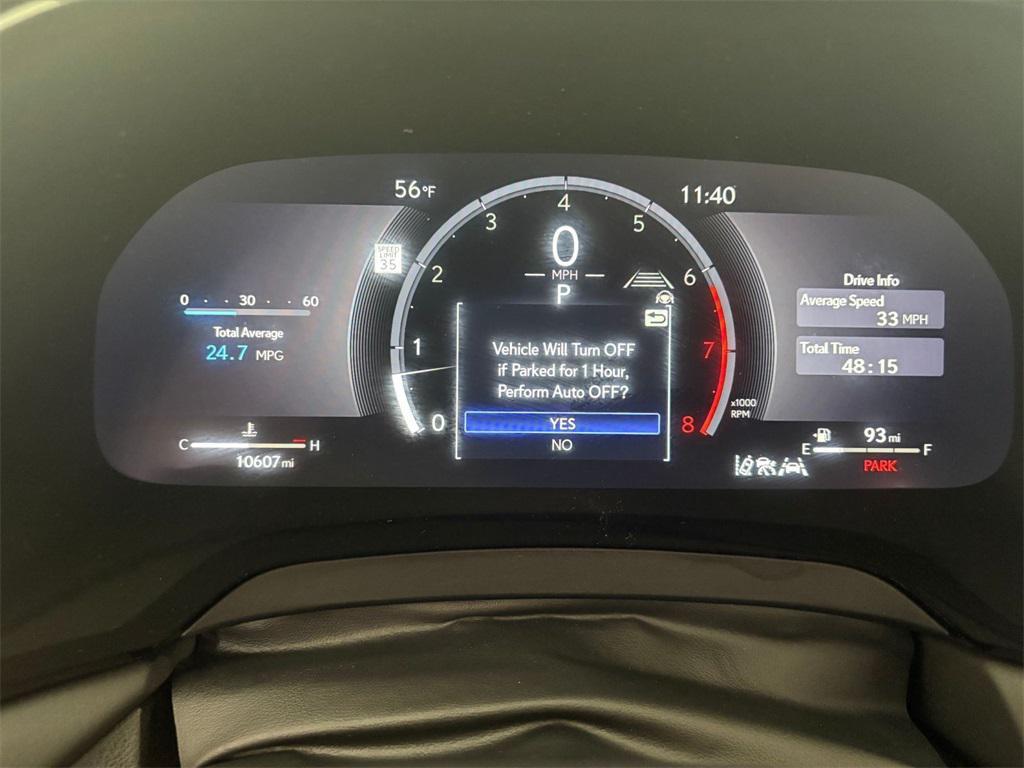 56°F
11:40
SPEED
LIMIT
35
0 30 60
Total Average
24.7 MPG
C H
10607 mi
0
1
2
3
4
5
6
7
8
x1000
RPM
0
MPH
P
Vehicle Will Turn OFF
if Parked for 1 Hour,
Perform Auto OFF?
YES
NO
Drive Info
Average Speed
33 MPH
Total Time
48:15
93 mi
E F
PARK